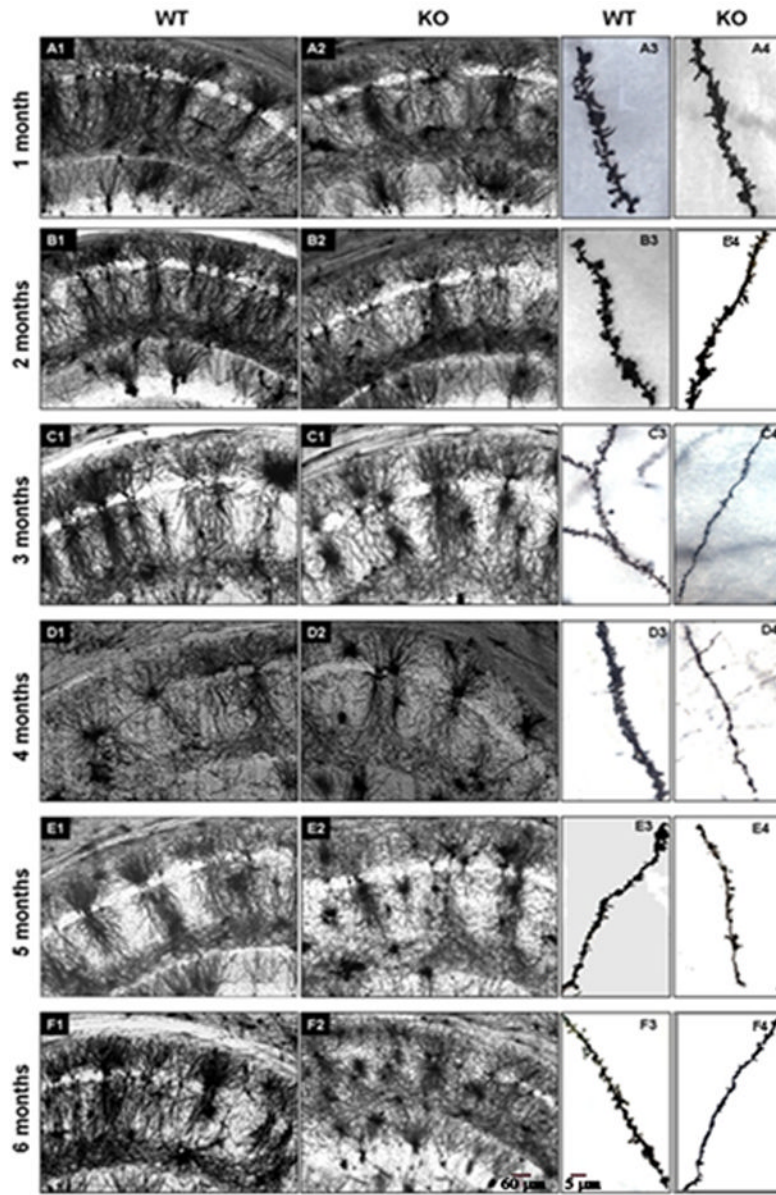 WT KO WT KO
1 month
A1 A2 A3 A4
2 months
B1 B2 B3 B4
3 months
C1 C1 C3 C4
4 months
D1 D2 D3 D4
5 months
E1 E2 E3 E4
6 months
F1 F2 F3 F4
60 µm 5 µm